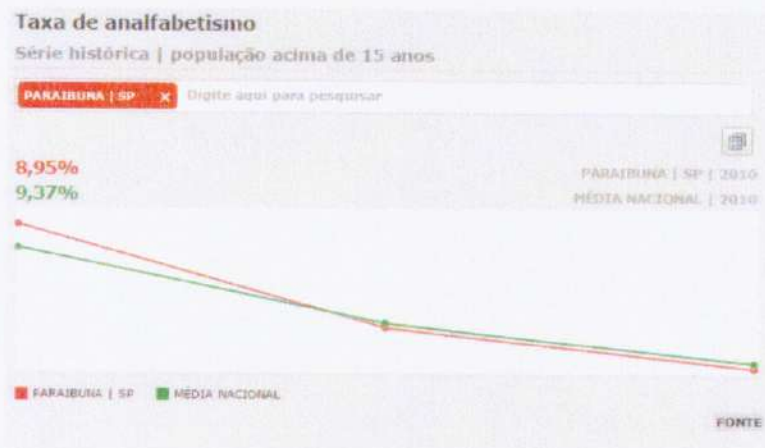 Taxa de analfabetismo
Série histórica | população acima de 15 anos
PARAIBUNA | SP x Digite aqui para pesquisar
8,95% PARAIBUNA | SP | 2010
9,37% MÉDIA NACIONAL | 2010
PARAIBUNA | SP MÉDIA NACIONAL
FONTE